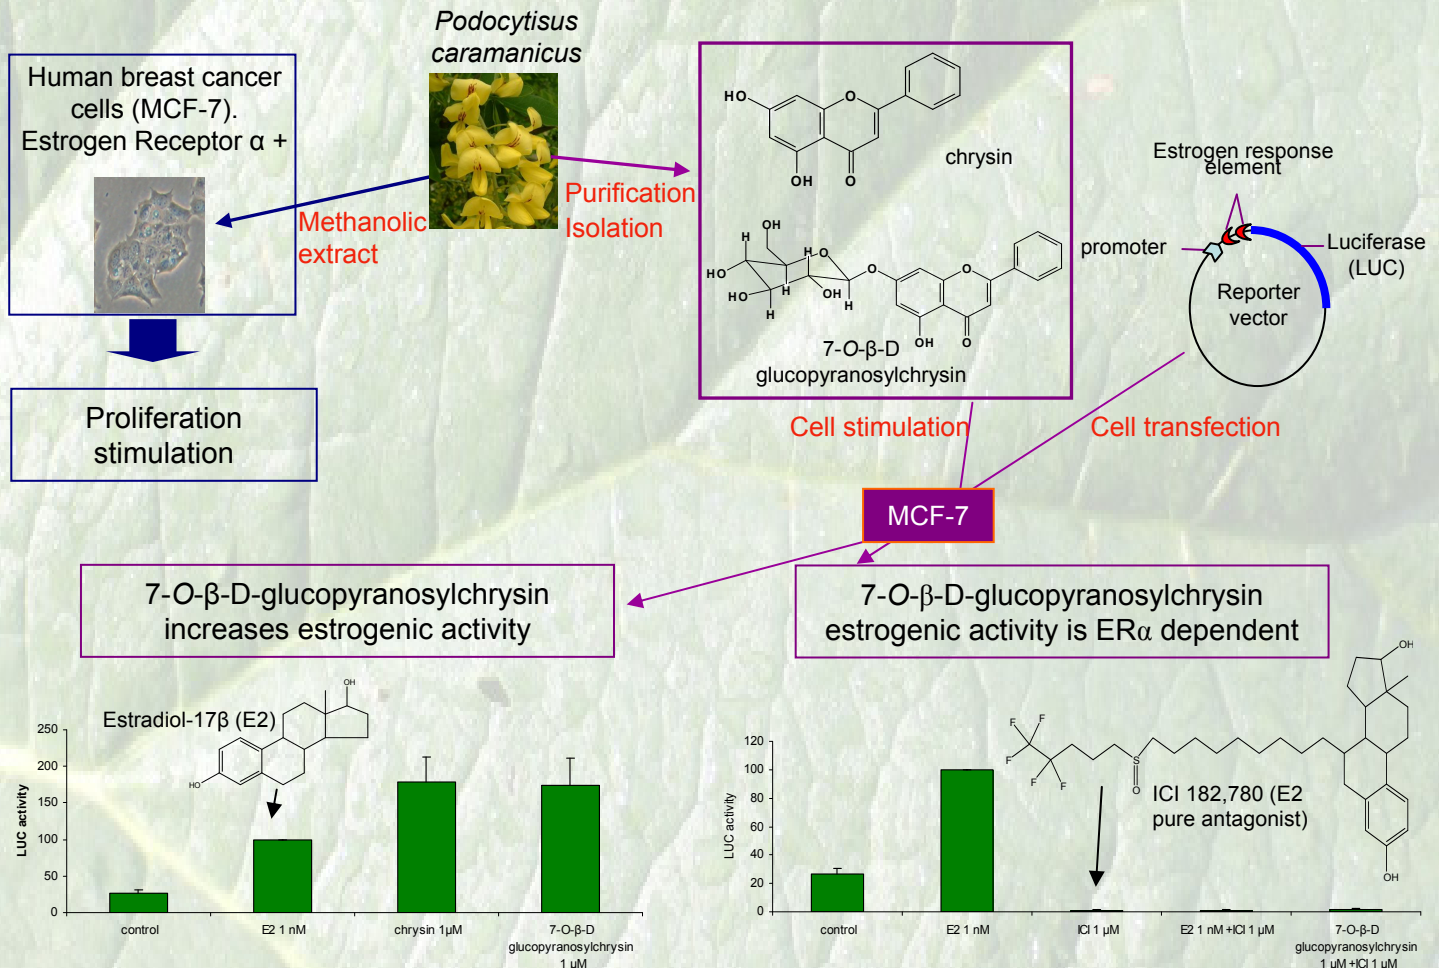 Podocytisus
caramanicus
Human breast cancer
cells (MCF-7).
Estrogen Receptor α +
Methanolic
extract
Purification
Isolation
Proliferation
stimulation
HO
O
OH
O
chrysin
OH
H
H
O
HO
H
O
O
HO
HO
H
OH
H
H
OH
O
7-O-β-D
glucopyranosylchrysin
Estrogen response
element
promoter
Luciferase
(LUC)
Reporter
vector
Cell stimulation
Cell transfection
MCF-7
7-O-β-D-glucopyranosylchrysin
increases estrogenic activity
7-O-β-D-glucopyranosylchrysin
estrogenic activity is ERα dependent
Estradiol-17β (E2)
OH
HO
LUC activity
250
200
150
100
50
0
control
E2 1 nM
chrysin 1µM
7-O-β-D
glucopyranosylchrysin
1 µM
OH
F
F
F
F
F
S
O
OH
ICI 182,780 (E2
pure antagonist)
LUC activity
120
100
80
60
40
20
0
control
E2 1 nM
ICI 1 µM
E2 1 nM +ICI 1 µM
7-O-β-D
glucopyranosylchrysin
1 µM +ICI 1 µM